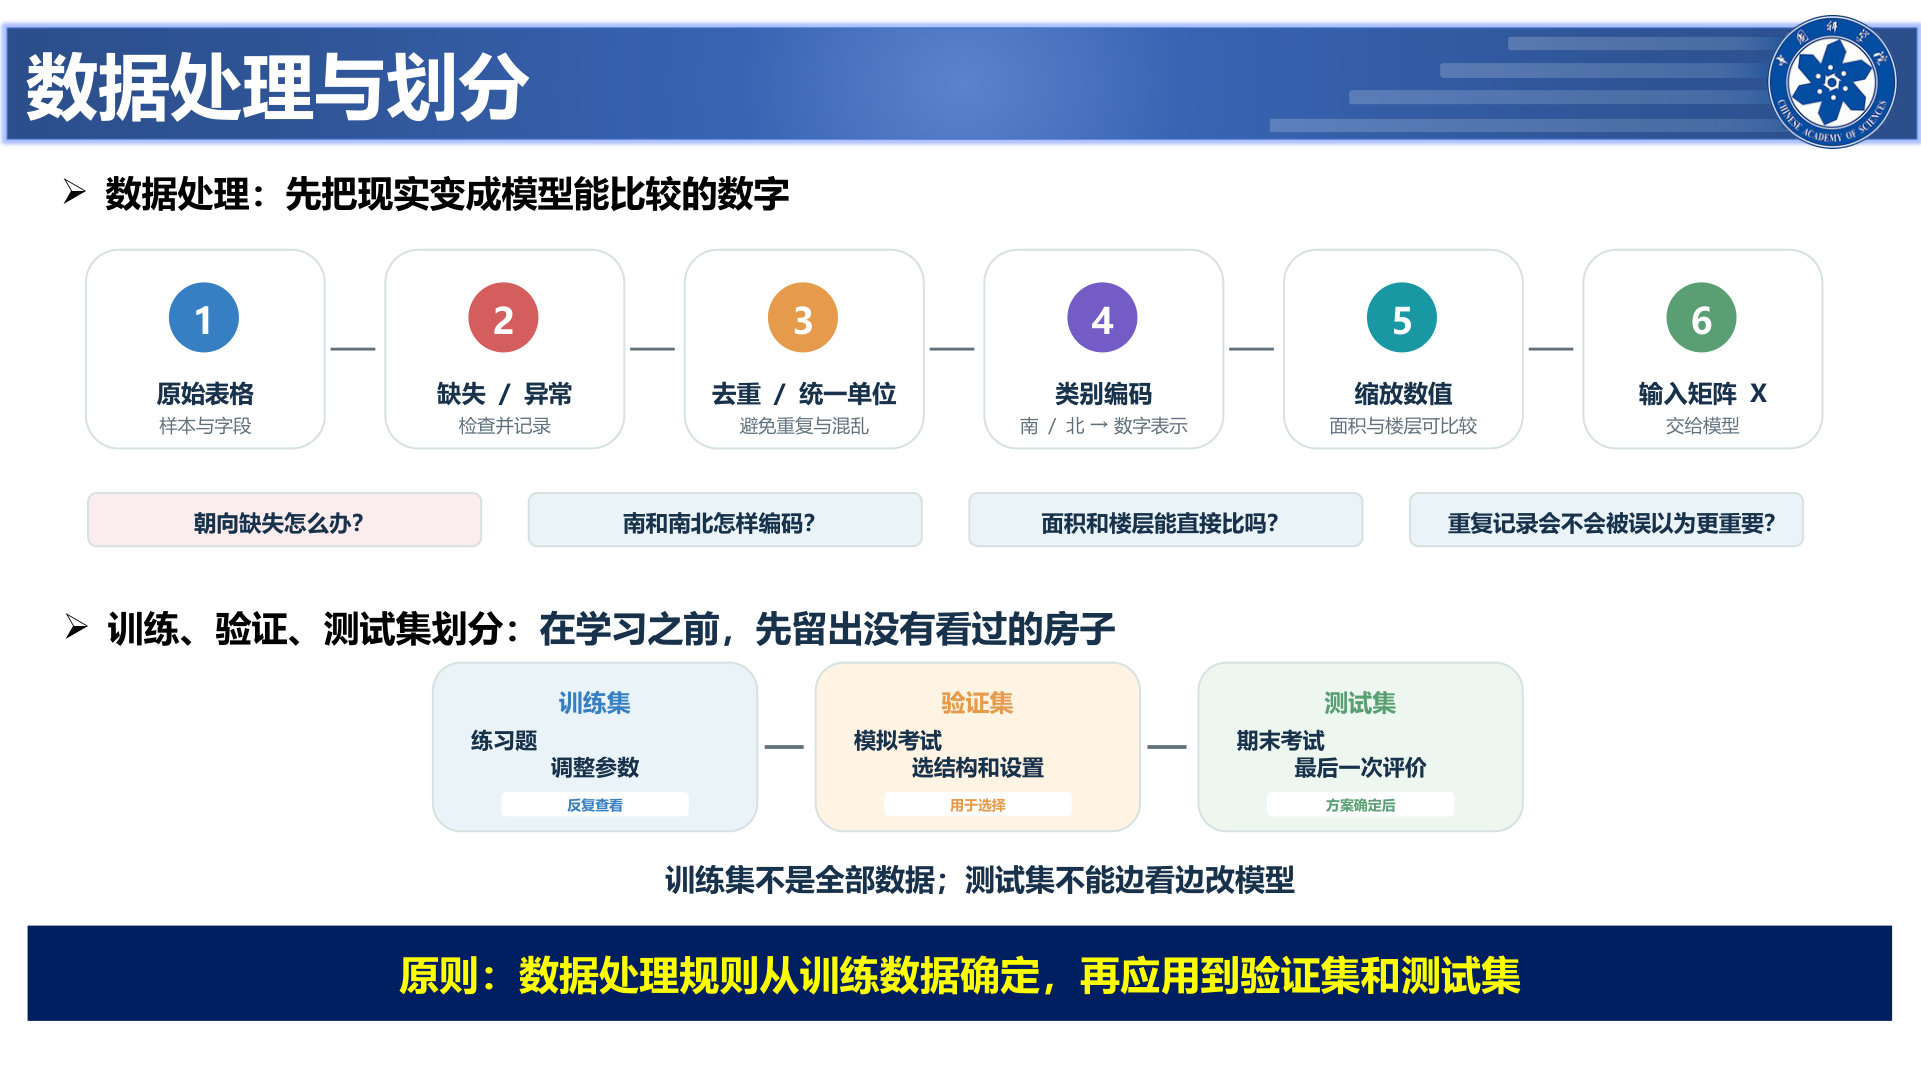 数据处理与划分
中国科学院
CHINESE ACADEMY OF SCIENCES
➢ 数据处理：先把现实变成模型能比较的数字
1
2
3
4
5
6
原始表格
缺失 / 异常
去重 / 统一单位
类别编码
缩放数值
输入矩阵 X
样本与字段
检查并记录
避免重复与混乱
南 / 北→数字表示
面积与楼层可比较
交给模型
朝向缺失怎么办？
南和南北怎样编码？
面积和楼层能直接比吗？
重复记录会不会被误以为更重要？
➢ 训练、验证、测试集划分：在学习之前，先留出没有看过的房子
训练集
练习题
调整参数
反复查看
验证集
模拟考试
选结构和设置
用于选择
测试集
期末考试
最后一次评价
方案确定后
训练集不是全部数据；测试集不能边看边改模型
原则：数据处理规则从训练数据确定，再应用到验证集和测试集